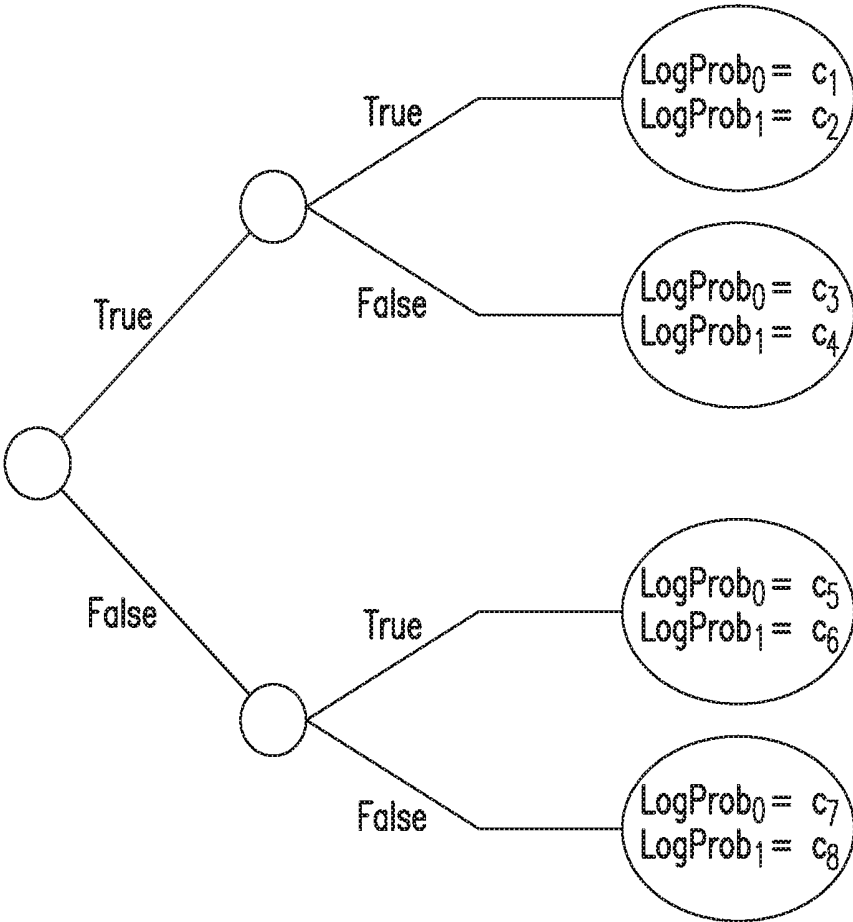 LogProb₀ = c₁
LogProb₁ = c₂
True
LogProb₀ = c₃
LogProb₁ = c₄
False
True
LogProb₀ = c₅
LogProb₁ = c₆
False
True
LogProb₀ = c₇
LogProb₁ = c₈
False